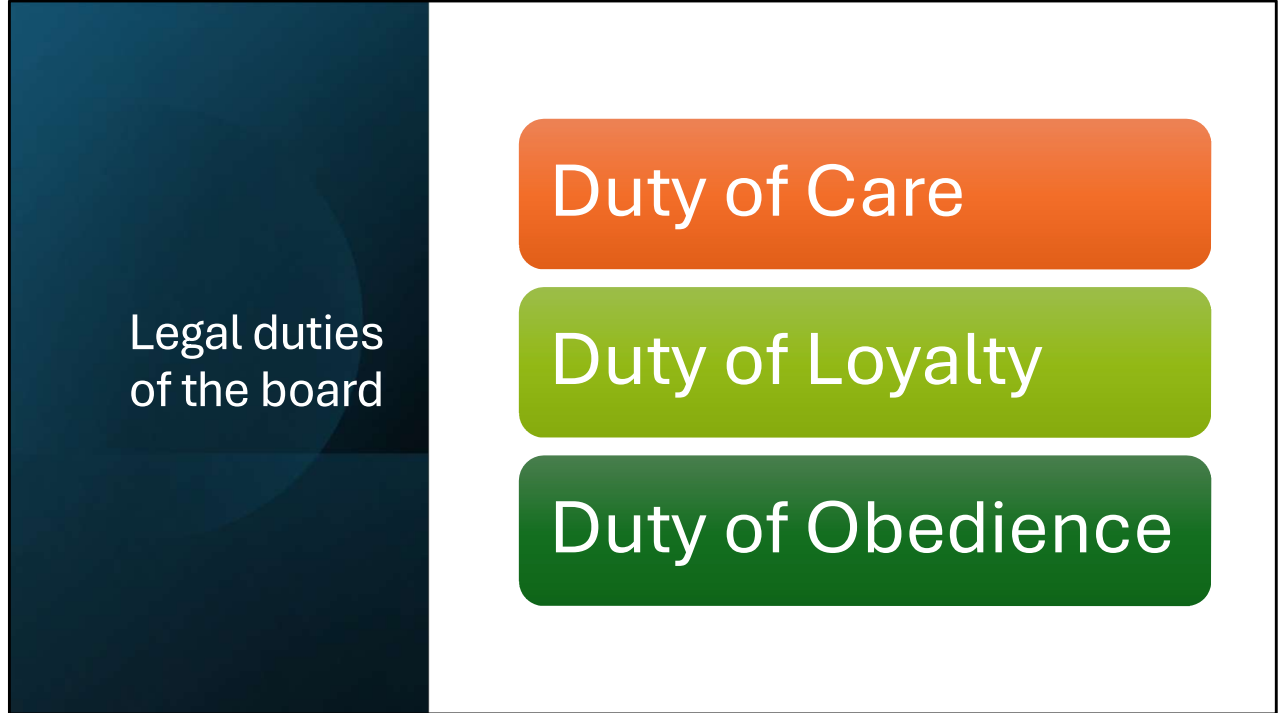 Legal duties
of the board
Duty of Care
Duty of Loyalty
Duty of Obedience